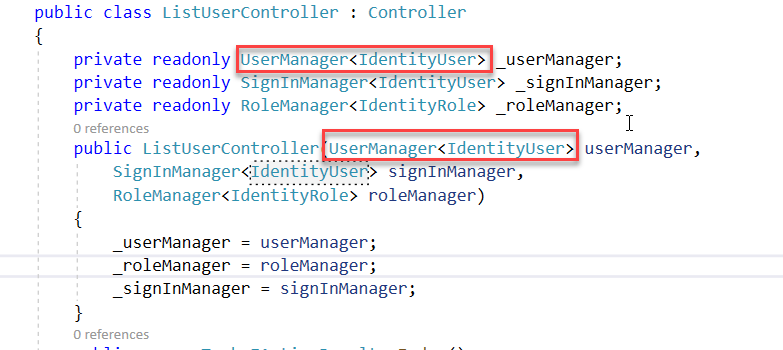 public class ListUserController : Controller
{
private readonly UserManager<IdentityUser> _userManager;
private readonly SignInManager<IdentityUser> _signInManager;
private readonly RoleManager<IdentityRole> _roleManager;
0 references
public ListUserController(UserManager<IdentityUser> userManager,
SignInManager<IdentityUser> signInManager,
RoleManager<IdentityRole> roleManager)
{
_userManager = userManager;
_roleManager = roleManager;
_signInManager = signInManager;
}
0 references